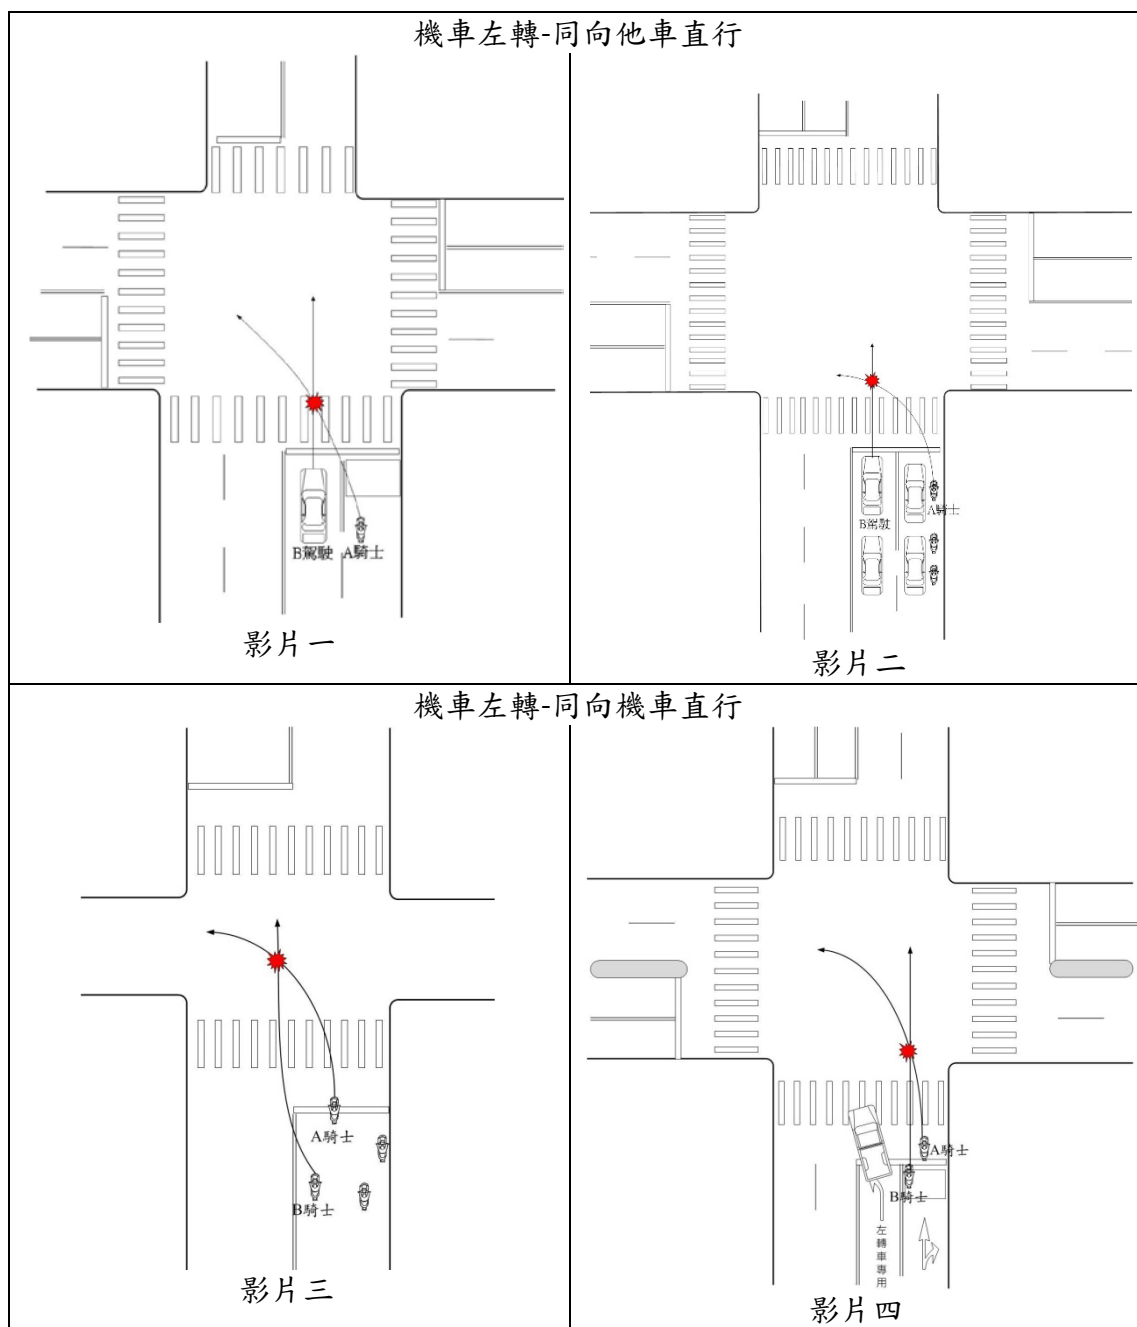 機車左轉-同向他車直行
B駕駛 A騎士
影片一
A騎士
B駕駛
影片二
機車左轉-同向機車直行
A騎士
B騎士
影片三
A騎士
B騎士
左轉車專用
影片四